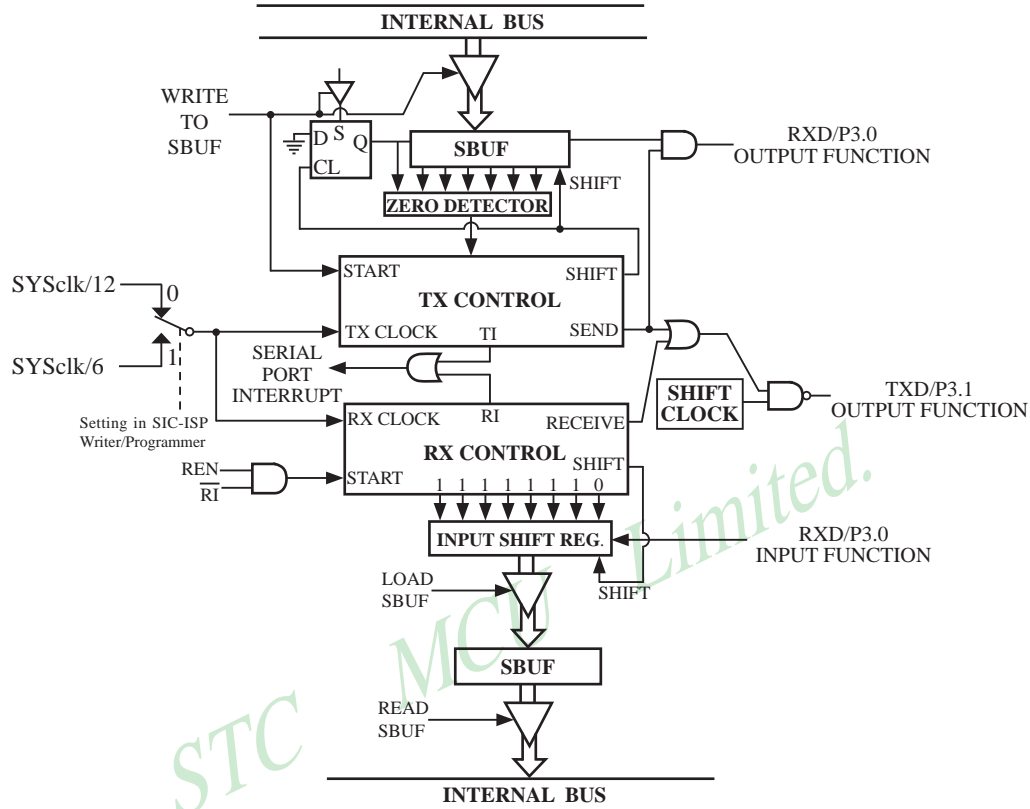 INTERNAL BUS
WRITE
TO
SBUF
D
S
Q
CL
SBUF
SHIFT
ZERO DETECTOR
RXD/P3.0
OUTPUT FUNCTION
START
SHIFT
TX CONTROL
TX CLOCK
TI
SEND
SYSclk/12
0
SYSclk/6
1
Setting in SIC-ISP
Writer/Programmer
SERIAL
PORT
INTERRUPT
SHIFT
CLOCK
TXD/P3.1
OUTPUT FUNCTION
RX CLOCK
RI
RECEIVE
RX CONTROL
SHIFT
START
REN
RI
1 1 1 1 1 1 1 0
INPUT SHIFT REG.
RXD/P3.0
INPUT FUNCTION
SHIFT
LOAD
SBUF
SBUF
READ
SBUF
INTERNAL BUS
STC MCU Limited.